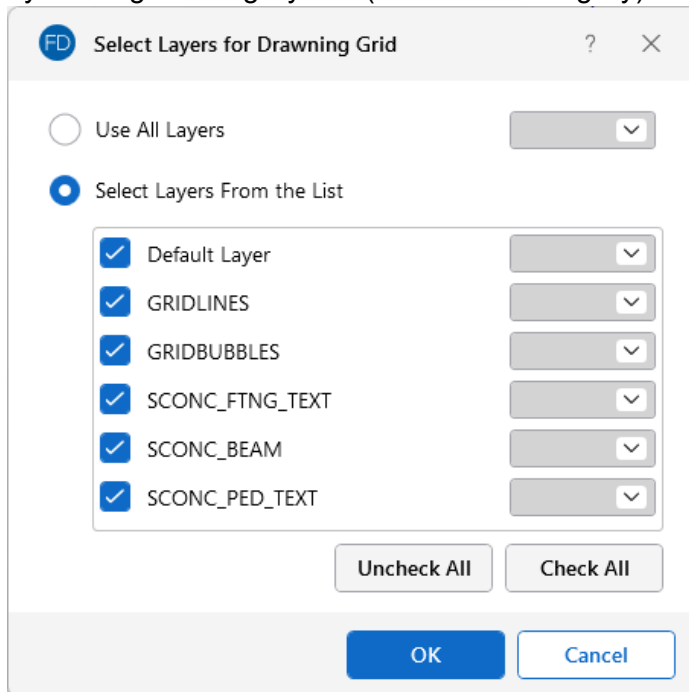 FD Select Layers for Drawning Grid ?
Use All Layers
Select Layers From the List
Default Layer
GRIDLINES
GRIDBUBBLES
SCONC_FTNG_TEXT
SCONC_BEAM
SCONC_PED_TEXT
Uncheck All Check All
OK Cancel